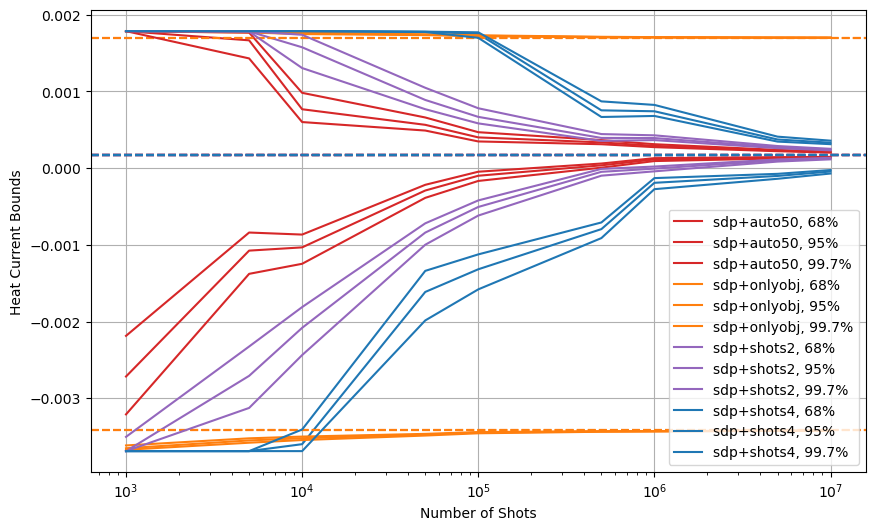 0.002
0.001
0.000
−0.001
−0.002
−0.003
Heat Current Bounds
sdp+auto50, 68%
sdp+auto50, 95%
sdp+auto50, 99.7%
sdp+onlyobj, 68%
sdp+onlyobj, 95%
sdp+onlyobj, 99.7%
sdp+shots2, 68%
sdp+shots2, 95%
sdp+shots2, 99.7%
sdp+shots4, 68%
sdp+shots4, 95%
sdp+shots4, 99.7%
10³ 10⁴ 10⁵ 10⁶ 10⁷
Number of Shots